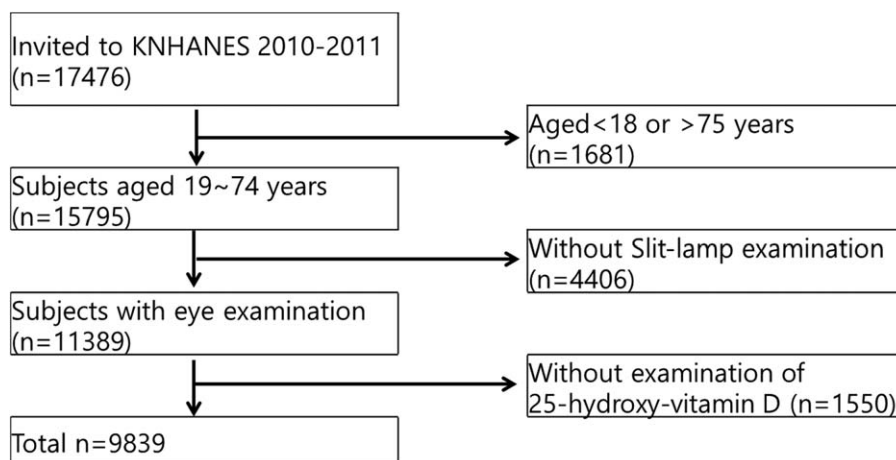 Invited to KNHANES 2010-2011
(n=17476)
Aged<18 or >75 years
(n=1681)
Subjects aged 19~74 years
(n=15795)
Without Slit-lamp examination
(n=4406)
Subjects with eye examination
(n=11389)
Without examination of
25-hydroxy-vitamin D (n=1550)
Total n=9839